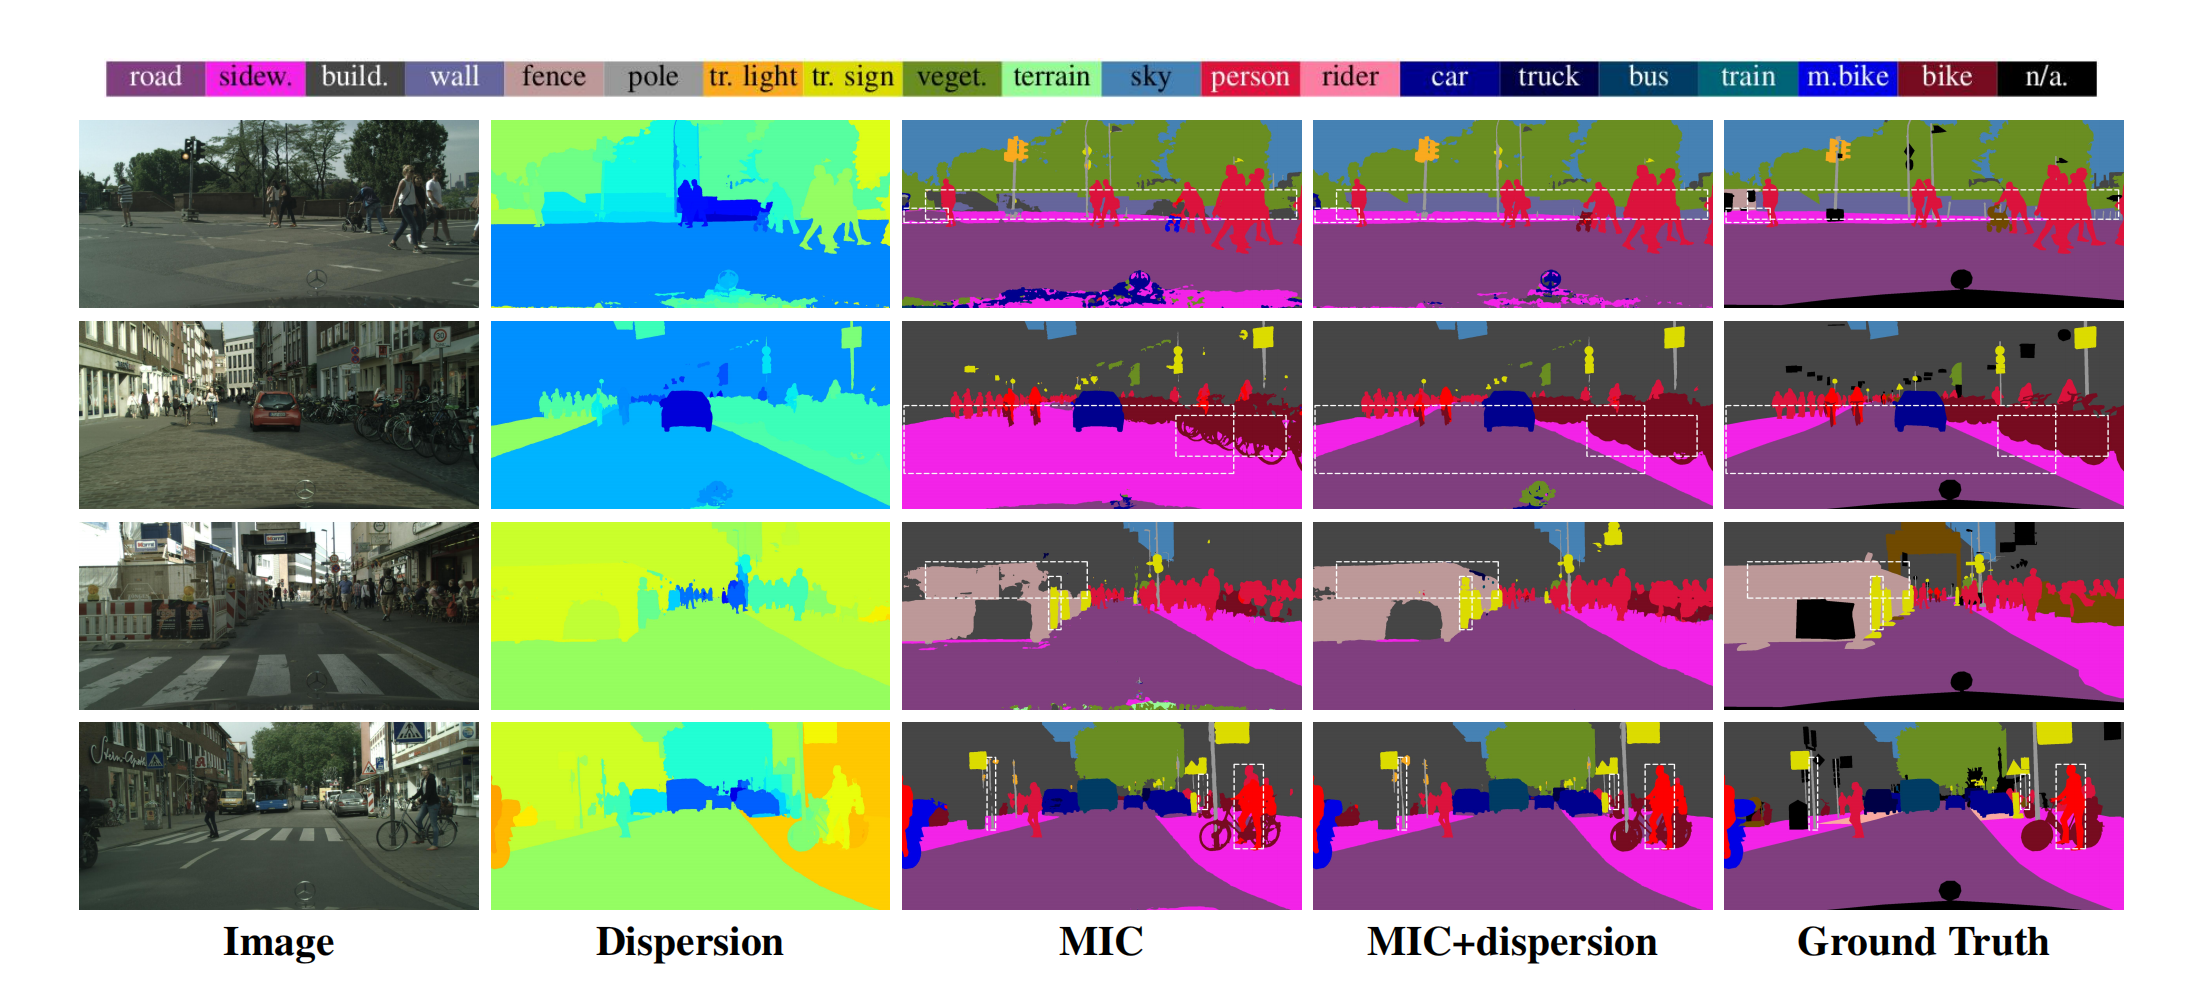 road sidew. build. wall fence pole tr. light tr. sign veget. terrain sky person rider car truck bus train m.bike bike n/a.
Image Dispersion MIC MIC+dispersion Ground Truth